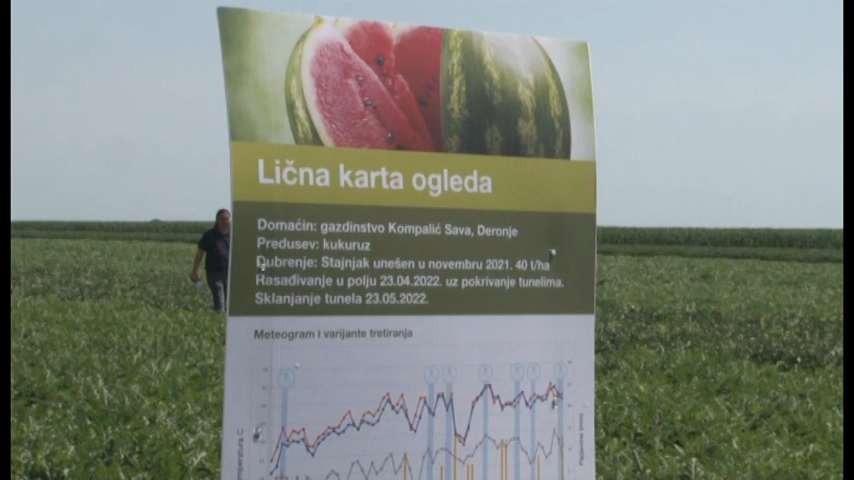 Lična karta ogleda
Domaćin: gazdinstvo Kompalić Sava, Deronje
Predusev: kukuruz
Đubrenje: Stajnjak unešen u novembru 2021. 40 t/ha
Rasađivanje u polju 23.04.2022. uz pokrivanje tunelima.
Sklanjanje tunela 23.05.2022.
Meteogram i varijante tretiranja